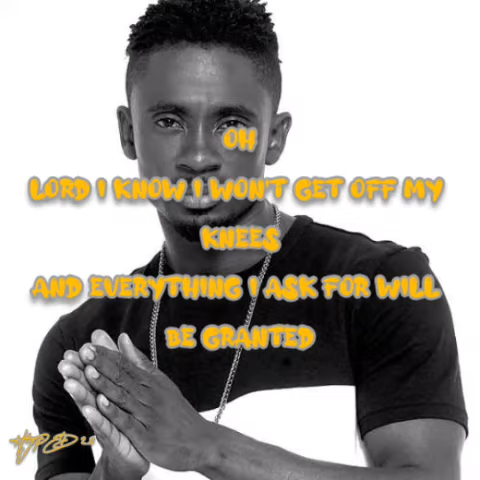 OH
LORD I KNOW I WON'T GET OFF MY
KNEES
AND EVERYTHING I ASK FOR WILL
BE GRANTED